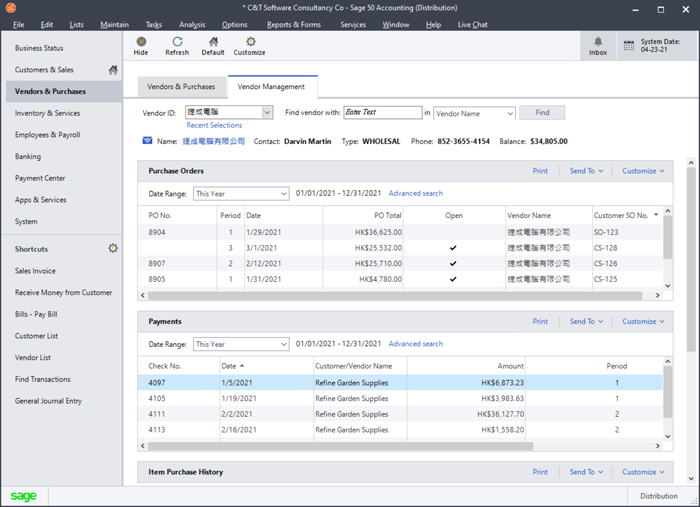 * C&T Software Consultancy Co - Sage 50 Accounting (Distribution)
File Edit Lists Maintain Tasks Analysis Options Reports & Forms Services Window Help Live Chat
Hide Refresh Default Customize Inbox System Date: 04-23-21
Business Status
Customers & Sales
Vendors & Purchases
Inventory & Services
Employees & Payroll
Banking
Payment Center
Apps & Services
System
Shortcuts
Sales Invoice
Receive Money from Customer
Bills - Pay Bill
Customer List
Vendor List
Find Transactions
General Journal Entry
Vendors & Purchases Vendor Management
Vendor ID: 捷成電腦 Find vendor with: Enter Text in Vendor Name Find
Recent Selections
Name: 捷成電腦有限公司 Contact: Darvin Martin Type: WHOLESAL Phone: 852-3655-4154 Balance: $34,805.00
Purchase Orders Print Send To Customize
Date Range: This Year 01/01/2021 - 12/31/2021 Advanced search
PO No. Period Date PO Total Open Vendor Name Customer SO No.
8904 1 1/29/2021 HK$36,625.00 捷成電腦有限公司 SO-123
3 3/1/2021 HK$25,532.00 捷成電腦有限公司 CS-128
8907 2 2/12/2021 HK$25,710.00 捷成電腦有限公司 CS-126
8905 1 1/31/2021 HK$4,780.00 捷成電腦有限公司 CS-125
Payments Print Send To Customize
Date Range: This Year 01/01/2021 - 12/31/2021 Advanced search
Check No. Date Customer/Vendor Name Amount Period
4097 1/5/2021 Refine Garden Supplies HK$6,873.23 1
4105 1/19/2021 Refine Garden Supplies HK$3,983.63 1
4111 2/2/2021 Refine Garden Supplies HK$36,127.70 2
4113 2/16/2021 Refine Garden Supplies HK$1,558.20 2
Item Purchase History Print Send To Customize
sage Distribution